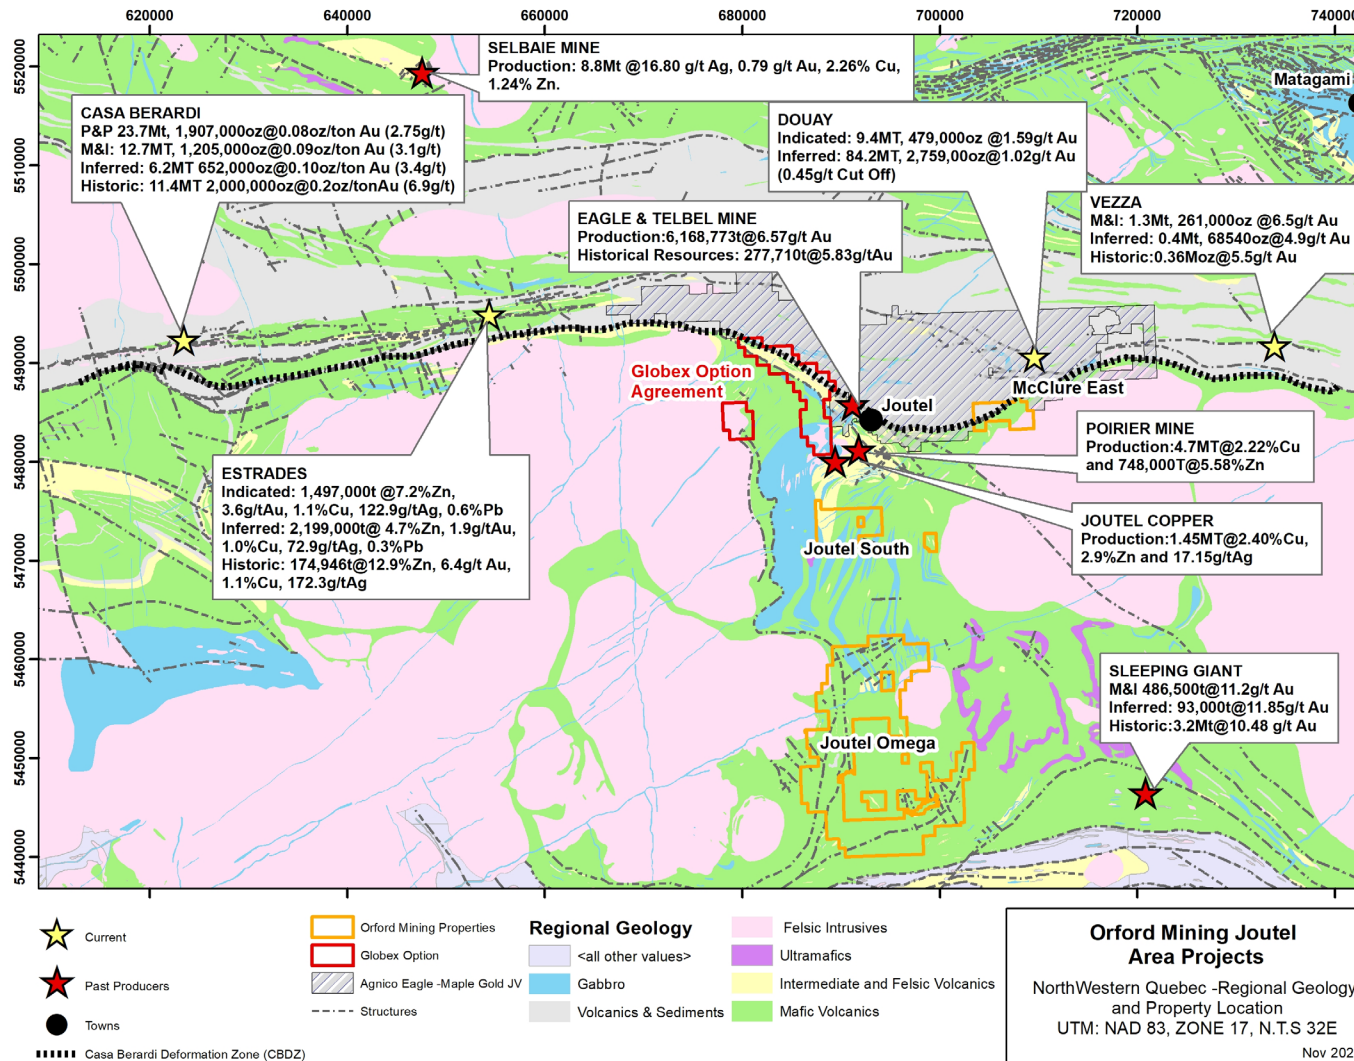 620000
640000
660000
680000
700000
720000
740000
5520000
5510000
5500000
5490000
5480000
5470000
5460000
5450000
5440000
SELBAIE MINE
Production: 8.8Mt @16.80 g/t Ag, 0.79 g/t Au, 2.26% Cu,
1.24% Zn.
Matagami
CASA BERARDI
P&P 23.7Mt, 1,907,000oz@0.08oz/ton Au (2.75g/t)
M&I: 12.7MT, 1,205,000oz@0.09oz/ton Au (3.1g/t)
Inferred: 6.2MT 652,000oz@0.10oz/ton Au (3.4g/t)
Historic: 11.4MT 2,000,000oz@0.2oz/tonAu (6.9g/t)
DOUAY
Indicated: 9.4MT, 479,000oz @1.59g/t Au
Inferred: 84.2MT, 2,759,00oz@1.02g/t Au
(0.45g/t Cut Off)
VEZZA
M&I: 1.3Mt, 261,000oz @6.5g/t Au
Inferred: 0.4Mt, 68540oz@4.9g/t Au
Historic:0.36Moz@5.5g/t Au
EAGLE & TELBEL MINE
Production:6,168,773t@6.57g/t Au
Historical Resources: 277,710t@5.83g/tAu
Globex Option
Agreement
McClure East
Joutel
POIRIER MINE
Production:4.7MT@2.22%Cu
and 748,000T@5.58%Zn
ESTRADES
Indicated: 1,497,000t @7.2%Zn,
3.6g/tAu, 1.1%Cu, 122.9g/tAg, 0.6%Pb
Inferred: 2,199,000t@ 4.7%Zn, 1.9g/tAu,
1.0%Cu, 72.9g/tAg, 0.3%Pb
Historic: 174,946t@12.9%Zn, 6.4g/t Au,
1.1%Cu, 172.3g/tAg
JOUTEL COPPER
Production:1.45MT@2.40%Cu,
2.9%Zn and 17.15g/tAg
Joutel South
SLEEPING GIANT
M&I 486,500t@11.2g/t Au
Inferred: 93,000t@11.85g/t Au
Historic:3.2Mt@10.48 g/t Au
Joutel Omega
Current
Past Producers
Towns
Casa Berardi Deformation Zone (CBDZ)
Orford Mining Properties
Globex Option
Agnico Eagle -Maple Gold JV
Structures
Regional Geology
<all other values>
Gabbro
Volcanics & Sediments
Felsic Intrusives
Ultramafics
Intermediate and Felsic Volcanics
Mafic Volcanics
Orford Mining Joutel
Area Projects
NorthWestern Quebec -Regional Geology
and Property Location
UTM: NAD 83, ZONE 17, N.T.S 32E
Nov 202